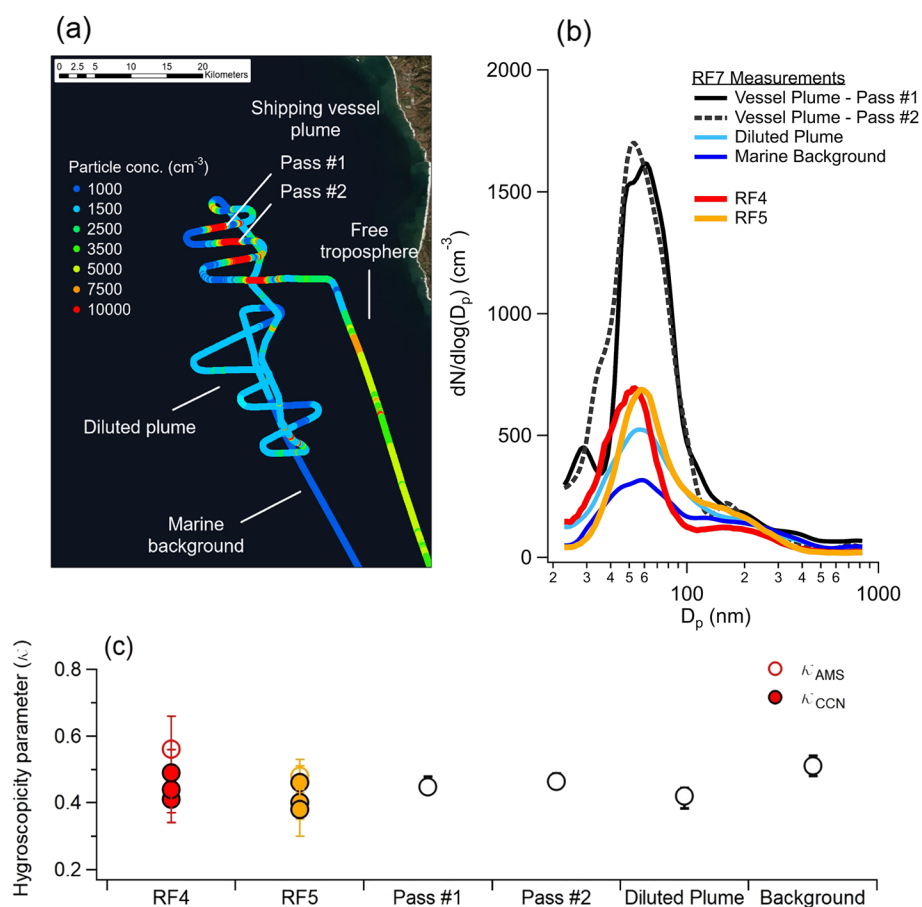 (a)
0 2.5 5 10 15 20
Kilometers
Shipping vessel
plume
Pass #1
Pass #2
Particle conc. (cm-3)
1000
1500
2500
3500
5000
7500
10000
Free
troposphere
Diluted plume
Marine
background
(b)
2000
1500
1000
500
0
dN/dlog(Dp) (cm-3)
RF7 Measurements
Vessel Plume - Pass #1
Vessel Plume - Pass #2
Diluted Plume
Marine Background
RF4
RF5
2 3 4 5 6 100 2 3 4 5 6 1000
Dp (nm)
(c)
0.8
0.6
0.4
0.2
Hygroscopicity parameter (κ)
κAMS
κCCN
RF4 RF5 Pass #1 Pass #2 Diluted Plume Background